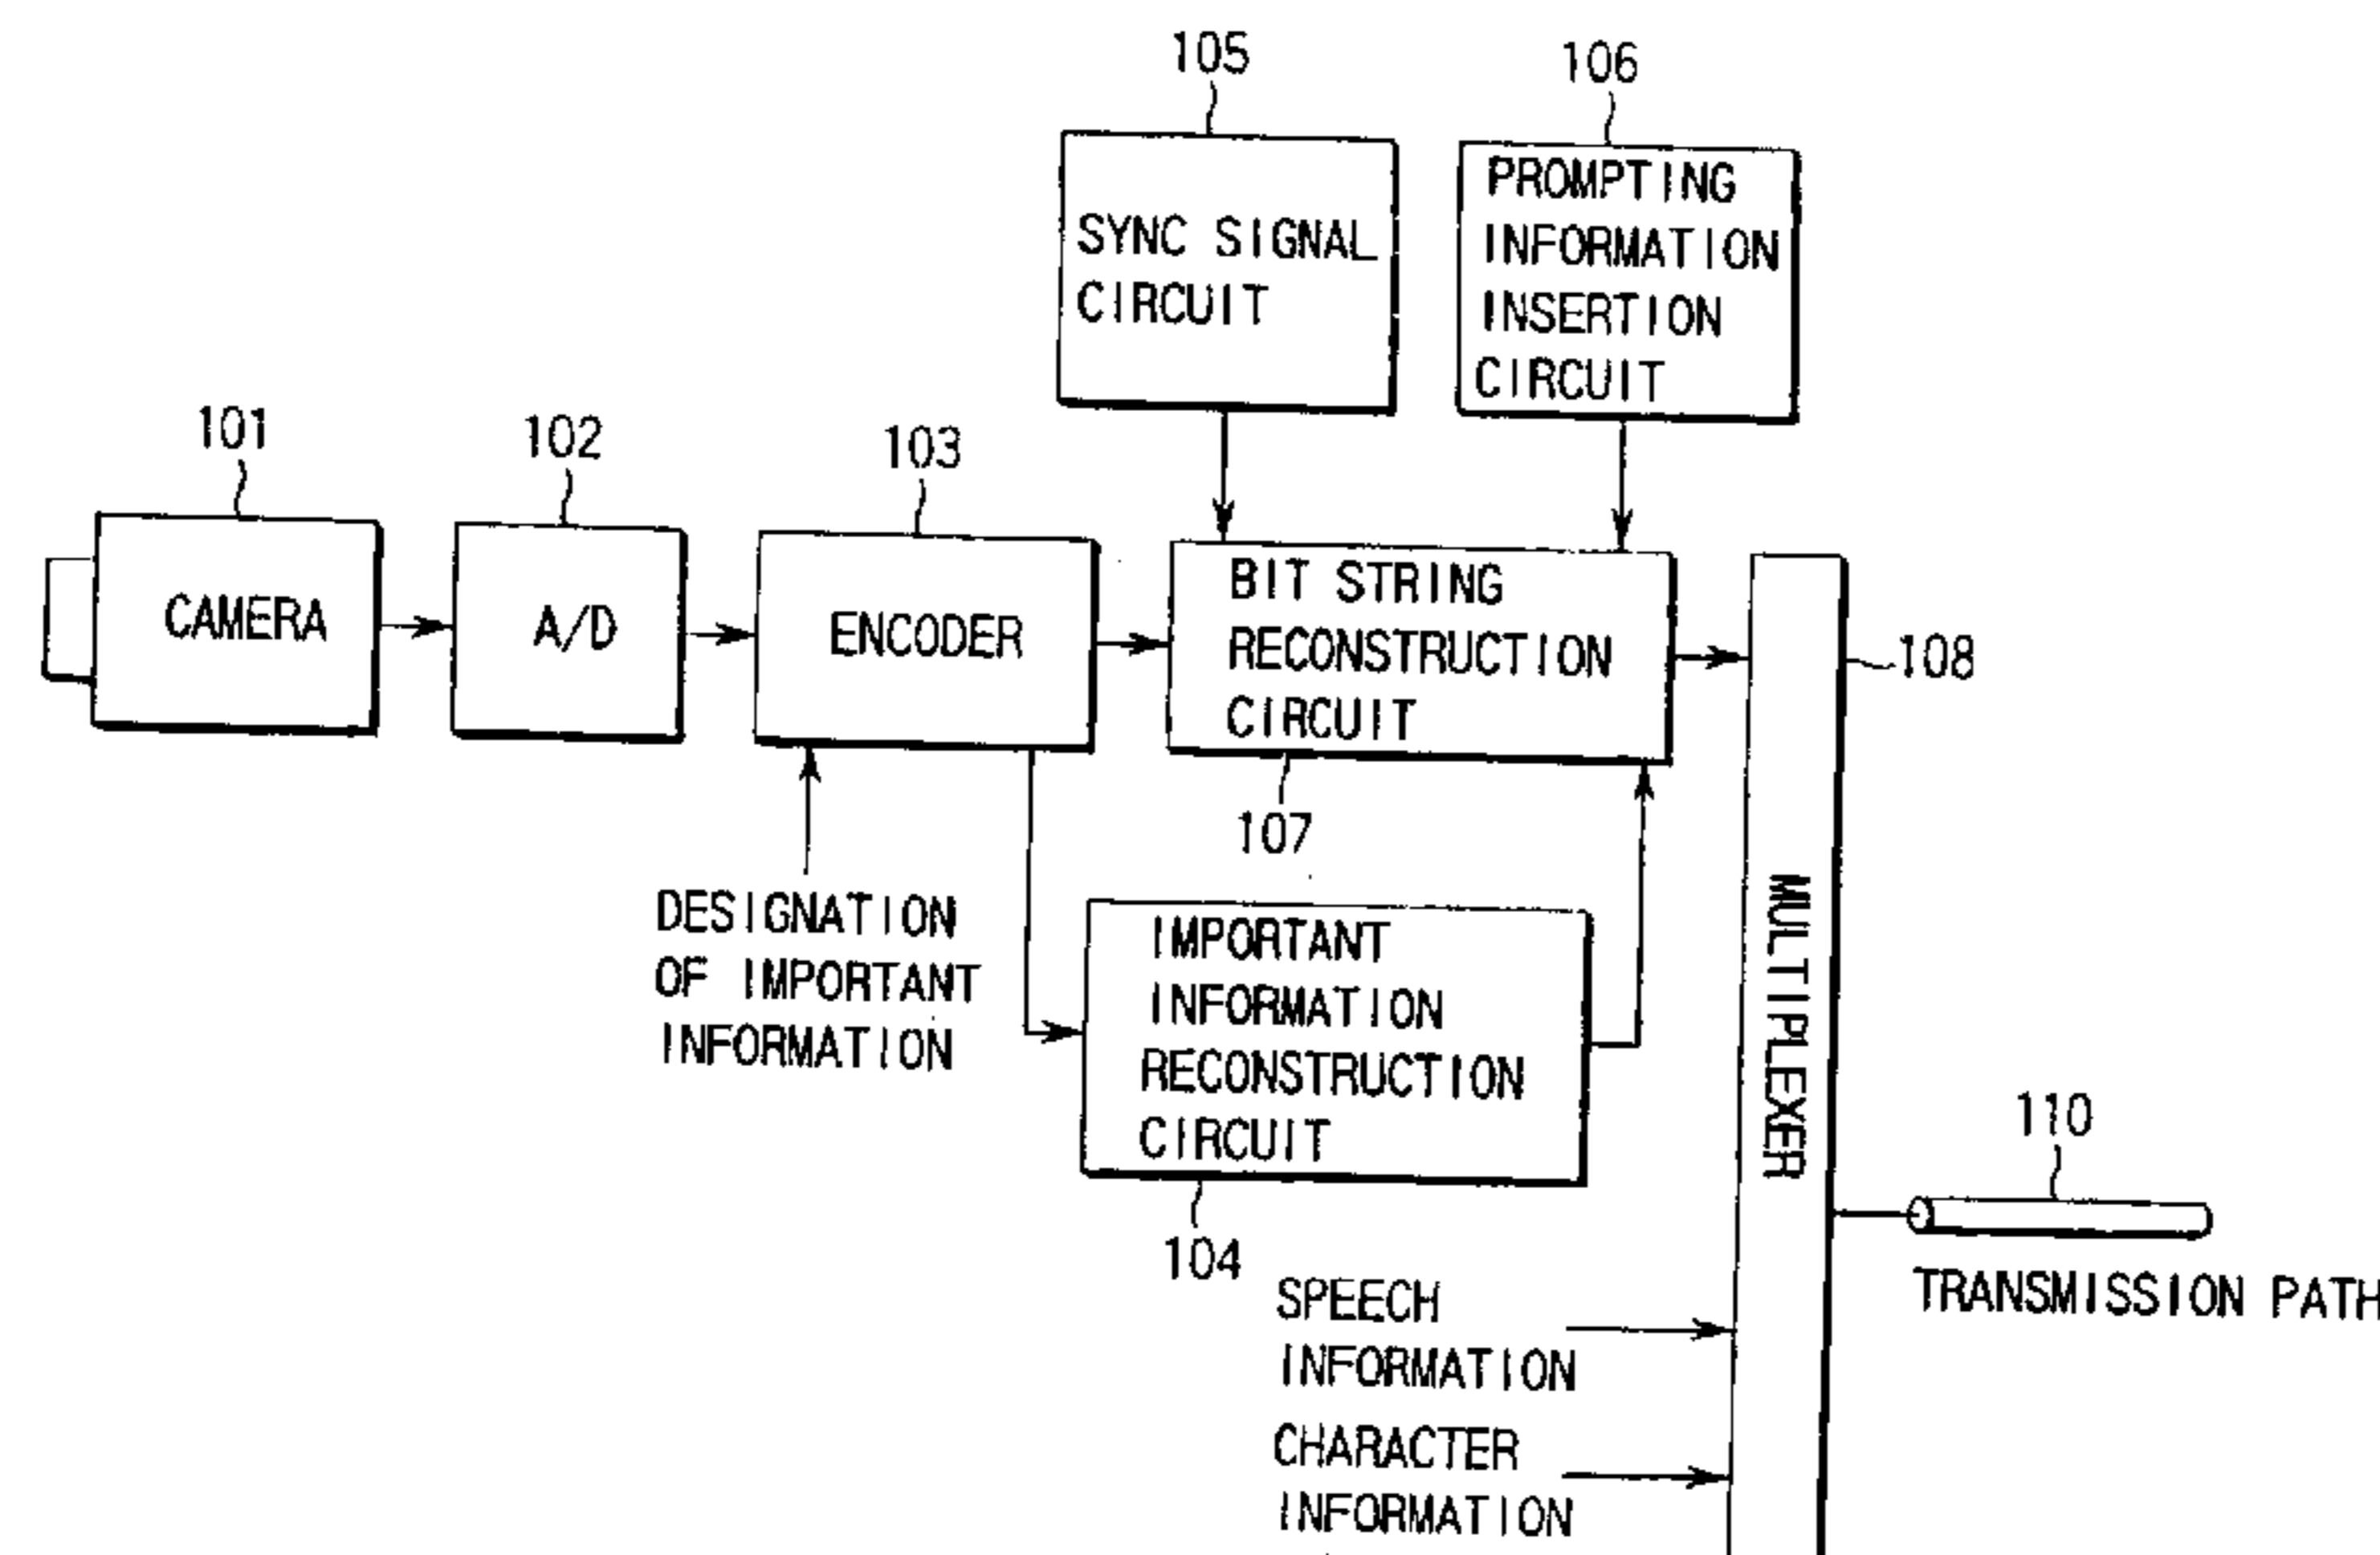 105
106
SYNC SIGNAL
CIRCUIT
PROMPTING
INFORMATION
INSERTION
CIRCUIT
101
102
103
CAMERA
A/D
ENCODER
BIT STRING
RECONSTRUCTION
CIRCUIT
108
107
DESIGNATION
OF IMPORTANT
INFORMATION
IMPORTANT
INFORMATION
RECONSTRUCTION
CIRCUIT
104
MULTIPLEXER
110
TRANSMISSION PATH
SPEECH
INFORMATION
CHARACTER
INFORMATION